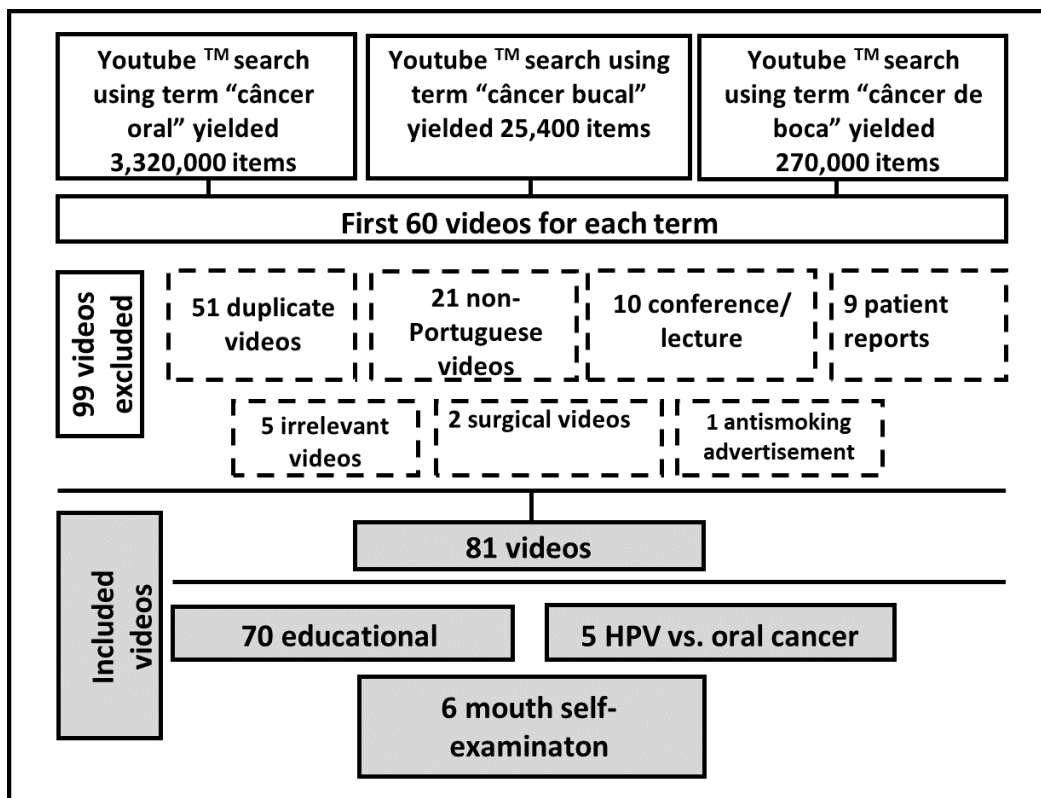 Youtube TM search
using term “câncer
oral” yielded
3,320,000 items
Youtube TM search using
term “câncer bucal”
yielded 25,400 items
Youtube TM search
using term “câncer de
boca” yielded
270,000 items
First 60 videos for each term
99 videos
excluded
51 duplicate
videos
21 non-
Portuguese
videos
10 conference/
lecture
9 patient
reports
5 irrelevant
videos
2 surgical videos
1 antismoking
advertisement
81 videos
Included
videos
70 educational
5 HPV vs. oral cancer
6 mouth self-
examinaton